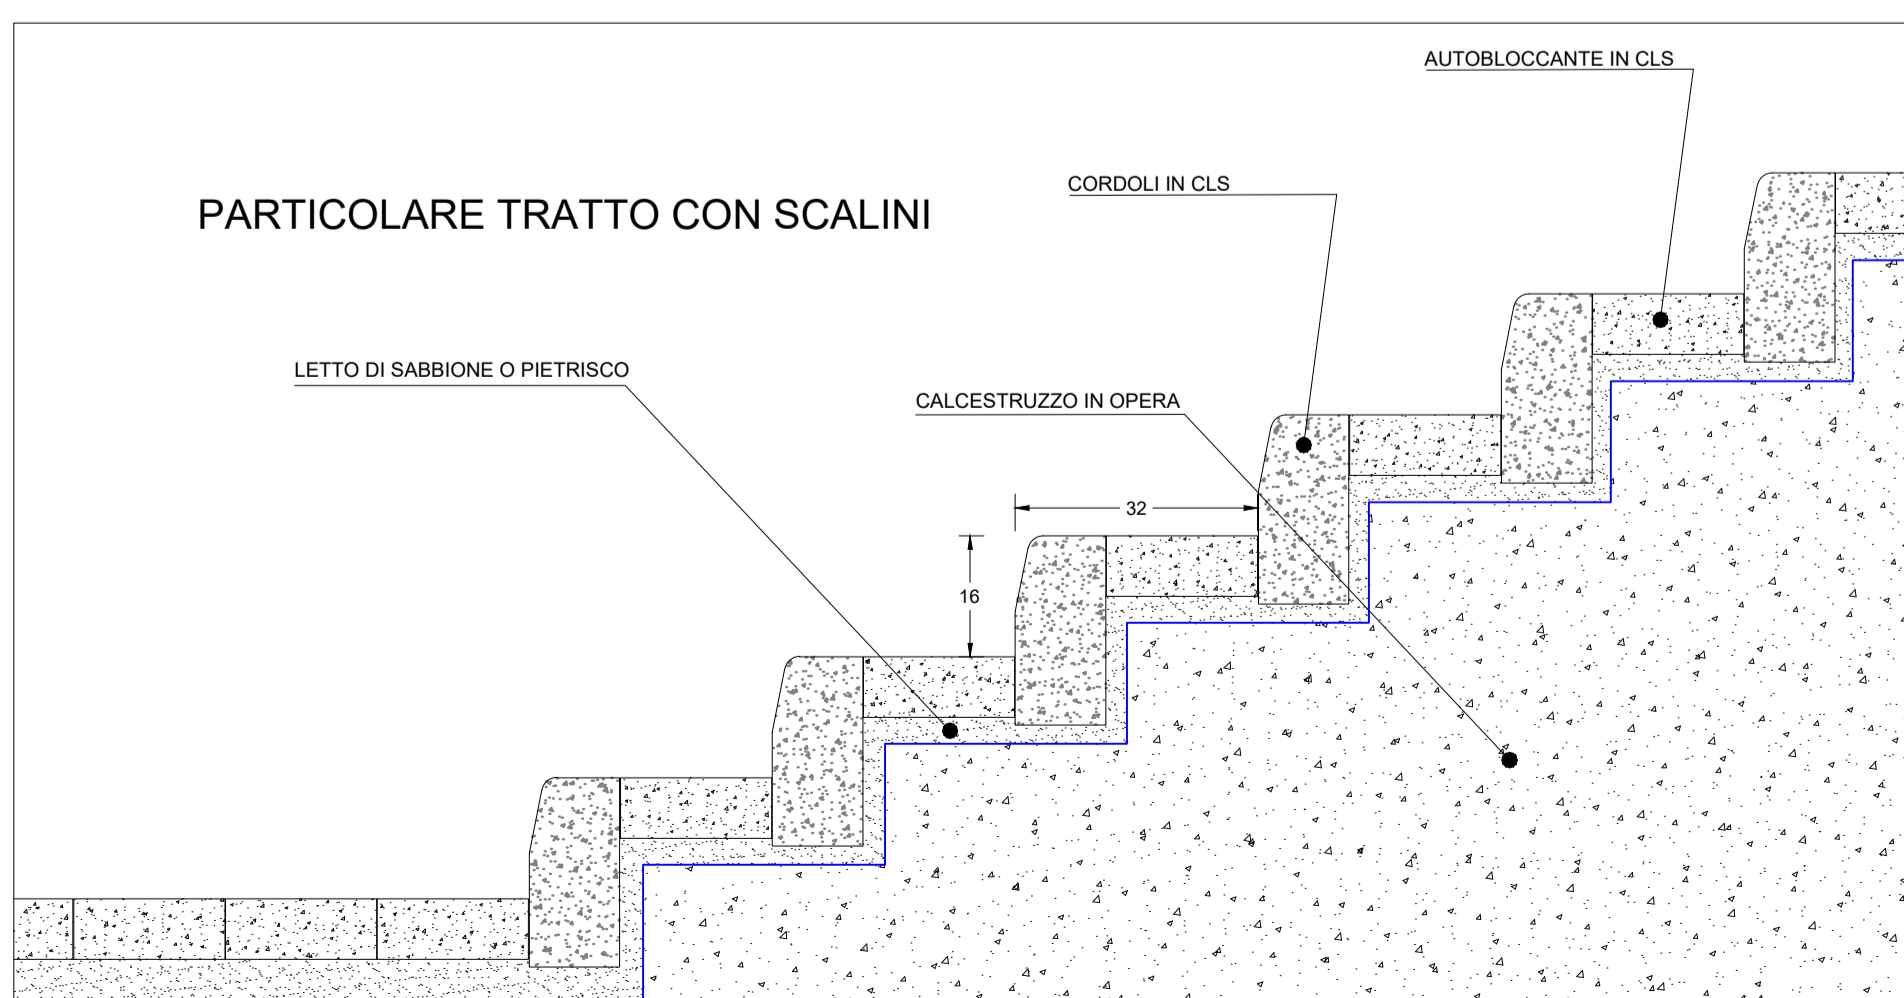 AUTOBLOCCANTE IN CLS
CORDOLI IN CLS
PARTICOLARE TRATTO CON SCALINI
LETTO DI SABBIONE O PIETRISCO
CALCESTRUZZO IN OPERA
32
16